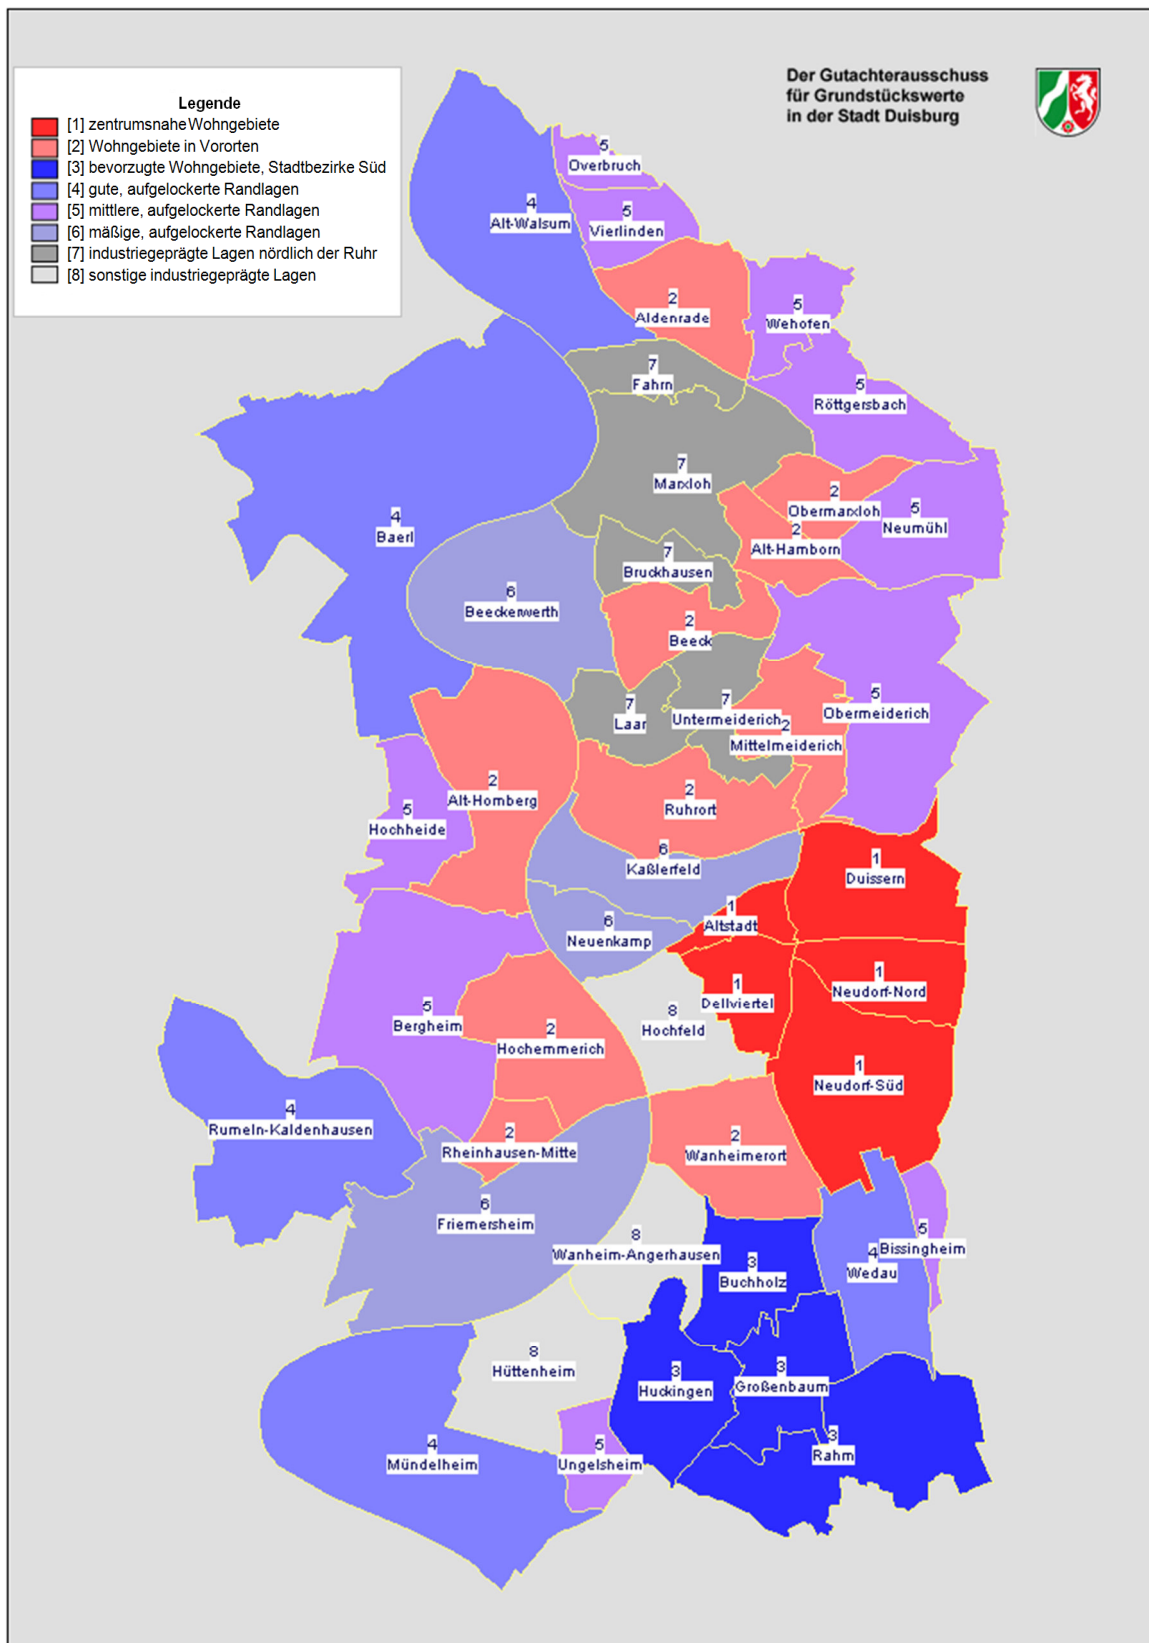 Der Gutachterausschuss
für Grundstückswerte
in der Stadt Duisburg
Legende
[1] zentrumsnahe Wohngebiete
[2] Wohngebiete in Vororten
[3] bevorzugte Wohngebiete, Stadtbezirke Süd
[4] gute, aufgelockerte Randlagen
[5] mittlere, aufgelockerte Randlagen
[6] mäßige, aufgelockerte Randlagen
[7] industriegeprägte Lagen nördlich der Ruhr
[8] sonstige industriegeprägte Lagen
5
Overbruch
4
Alt-Walsum
5
Vierlinden
2
Aldenrade
5
Wehofen
7
Fahrn
5
Röttgersbach
7
Marxloh
2
Obermarxloh
5
Neumühl
4
Baerl
2
Alt-Hamborn
7
Bruckhausen
6
Beeckerwerth
2
Beeck
7
Laar
7
Untermeiderich
2
Mittelmeiderich
5
Obermeiderich
2
Alt-Homberg
2
Ruhrort
5
Hochheide
6
Kaßlerfeld
1
Duissern
1
Altstadt
6
Neuenkamp
1
Dellviertel
1
Neudorf-Nord
5
Bergheim
8
Hochfeld
2
Hochemmerich
1
Neudorf-Süd
4
Rumeln-Kaldenhausen
2
Rheinhausen-Mitte
2
Wanheimerort
6
Friemersheim
8
Wanheim-Angerhausen
5
Bissingheim
4
Wedau
3
Buchholz
8
Hüttenheim
3
Huckingen
3
Großenbaum
4
Mündelheim
5
Ungelsheim
3
Rahm